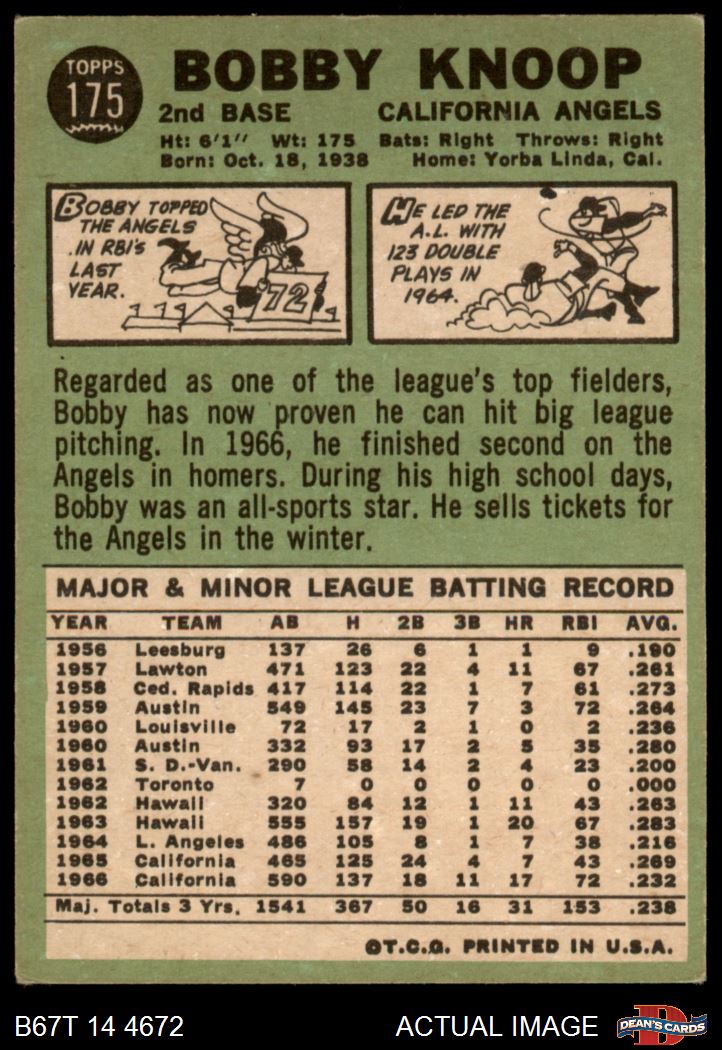 TOPPS
175
BOBBY KNOOP
2nd BASE CALIFORNIA ANGELS
Ht: 6'1" Wt: 175 Bats: Right Throws: Right
Born: Oct. 18, 1938 Home: Yorba Linda, Cal.
BOBBY TOPPED
THE ANGELS
IN RBI'S
LAST
YEAR.
72
HE LED THE
A.L. WITH
123 DOUBLE
PLAYS IN
1964.
Regarded as one of the league's top fielders,
Bobby has now proven he can hit big league
pitching. In 1966, he finished second on the
Angels in homers. During his high school days,
Bobby was an all-sports star. He sells tickets for
the Angels in the winter.
MAJOR & MINOR LEAGUE BATTING RECORD
YEAR TEAM AB H 2B 3B HR RBI AVG.
1956 Leesburg 137 26 6 1 1 9 .190
1957 Lawton 471 123 22 4 11 67 .261
1958 Ced. Rapids 417 114 22 1 7 61 .273
1959 Austin 549 145 23 7 3 72 .264
1960 Louisville 72 17 2 1 0 2 .236
1960 Austin 332 93 17 2 5 35 .280
1961 S. D.-Van. 290 58 14 2 4 23 .200
1962 Toronto 7 0 0 0 0 0 .000
1962 Hawaii 320 84 12 1 11 43 .263
1963 Hawaii 555 157 19 1 20 67 .283
1964 L. Angeles 486 105 8 1 7 38 .216
1965 California 465 125 24 4 7 43 .269
1966 California 590 137 18 11 17 72 .232
Maj. Totals 3 Yrs. 1541 367 50 16 31 153 .238
©T.C.G. PRINTED IN U.S.A.
B67T 14 4672 ACTUAL IMAGE
D
DEAN'S CARDS